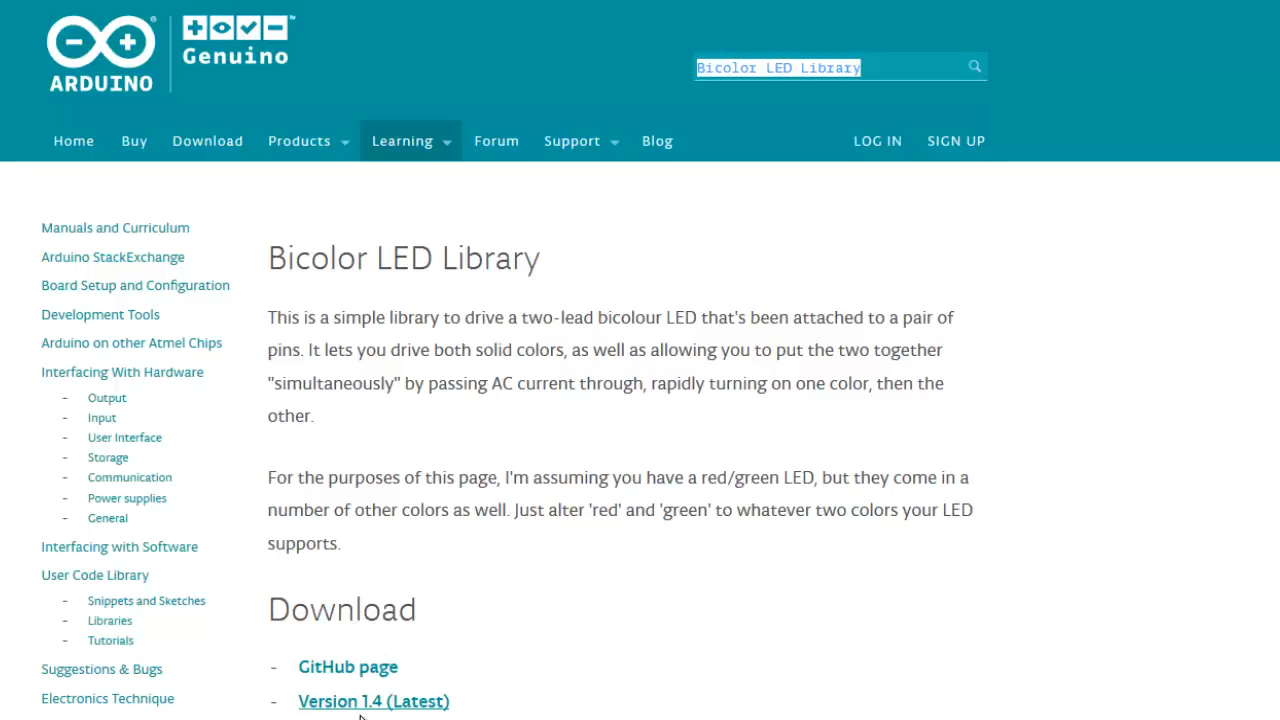 ARDUINO
Genuino
Bicolor LED Library
Home Buy Download Products Learning Forum Support Blog LOG IN SIGN UP
Manuals and Curriculum
Arduino StackExchange
Board Setup and Configuration
Development Tools
Arduino on other Atmel Chips
Interfacing With Hardware
- Output
- Input
- User Interface
- Storage
- Communication
- Power supplies
- General
Interfacing with Software
User Code Library
- Snippets and Sketches
- Libraries
- Tutorials
Suggestions & Bugs
Electronics Technique
Bicolor LED Library
This is a simple library to drive a two-lead bicolour LED that's been attached to a pair of
pins. It lets you drive both solid colors, as well as allowing you to put the two together
"simultaneously" by passing AC current through, rapidly turning on one color, then the
other.
For the purposes of this page, I'm assuming you have a red/green LED, but they come in a
number of other colors as well. Just alter 'red' and 'green' to whatever two colors your LED
supports.
Download
- GitHub page
- Version 1.4 (Latest)